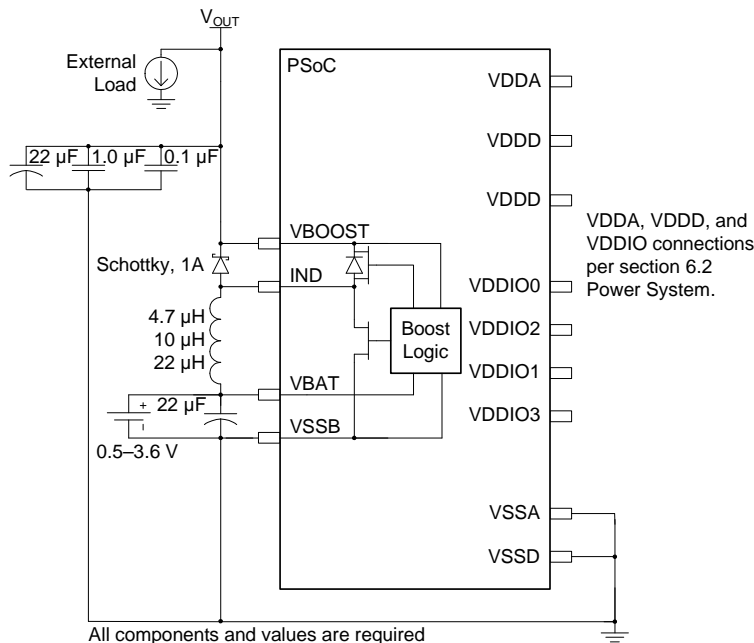 VOUT
External
Load
PSoC
VDDA
VDDD
22 µF 1.0 µF 0.1 µF
VDDD
VDDA, VDDD, and
VDDIO connections
per section 6.2
Power System.
VBOOST
Schottky, 1A
IND
VDDIO0
4.7 µH
10 µH
22 µH
Boost
Logic
VDDIO2
VDDIO1
VBAT
22 µF
+
-
VDDIO3
VSSB
0.5–3.6 V
VSSA
VSSD
All components and values are required